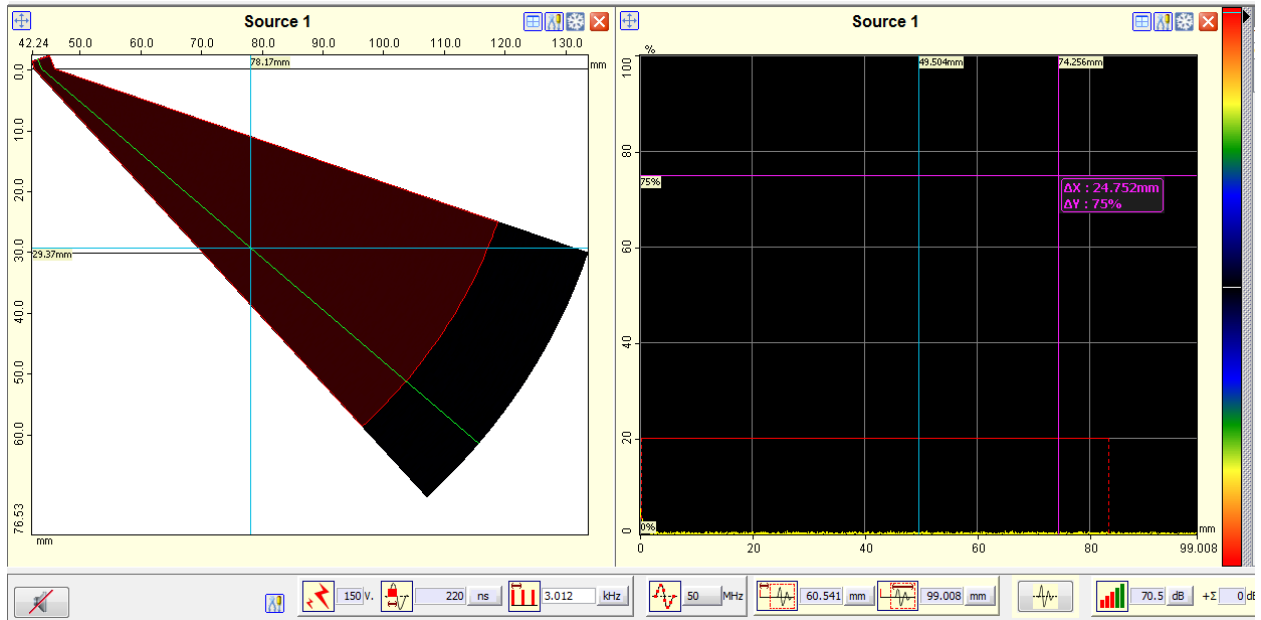 Source 1
42.24 50.0 60.0 70.0 80.0 90.0 100.0 110.0 120.0 130.0
mm
78.17mm
0.0
10.0
20.0
30.0
29.37mm
40.0
50.0
60.0
76.53
mm
Source 1
%
100
49.504mm 74.256mm
80
75%
ΔX : 24.752mm
ΔY : 75%
60
40
20
0
0%
mm
0 20 40 60 80 99.008
150 V. 220 ns 3.012 kHz 50 MHz 60.541 mm 99.008 mm 70.5 dB +Σ 0 dB